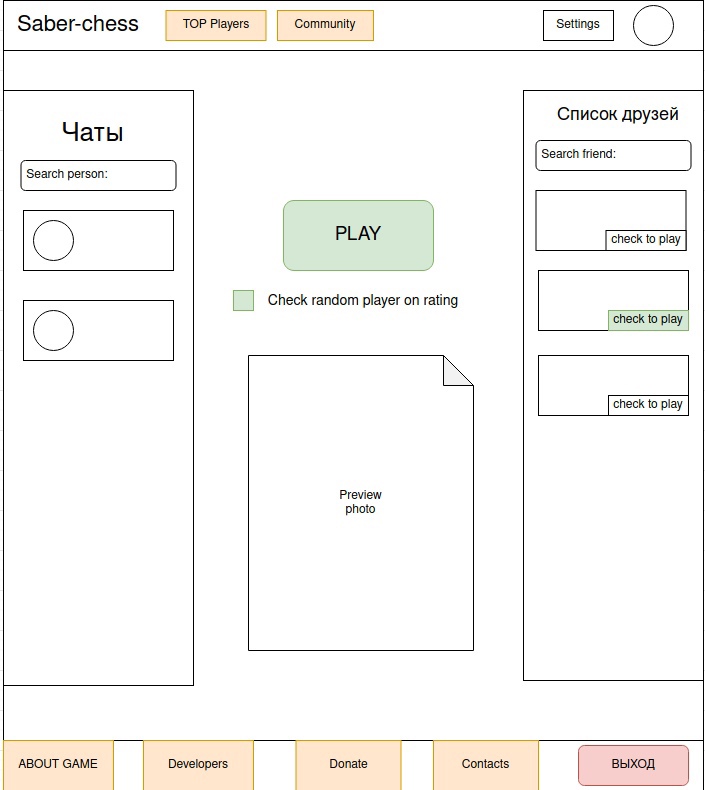 Saber-chess
TOP Players
Community
Settings
Чаты
Search person:
PLAY
Check random player on rating
Preview
photo
Список друзей
Search friend:
check to play
check to play
check to play
ABOUT GAME
Developers
Donate
Contacts
ВЫХОД